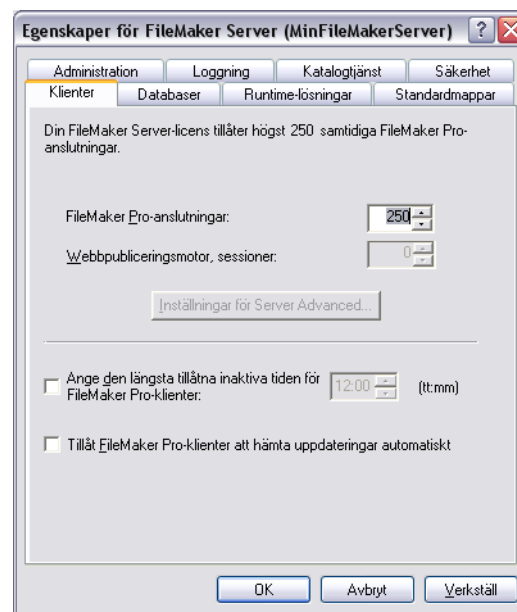 Egenskaper för FileMaker Server (MinFileMakerServer)
Administration Loggning Katalogtjänst Säkerhet
Klienter Databaser Runtime-lösningar Standardmappar
Din FileMaker Server-licens tillåter högst 250 samtidiga FileMaker Pro-
anslutningar.
FileMaker Pro-anslutningar: 250
Webbpubliceringsmotor, sessioner: 0
Inställningar för Server Advanced...
Ange den längsta tillåtna inaktiva tiden för
FileMaker Pro-klienter: 12:00 (tt:mm)
Tillåt FileMaker Pro-klienter att hämta uppdateringar automatiskt
OK Avbryt Verkställ